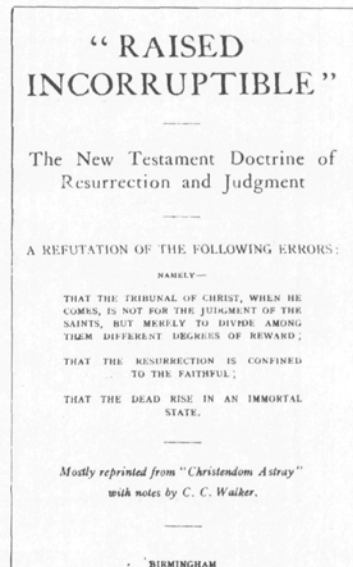 “ RAISED
INCORRUPTIBLE ”
The New Testament Doctrine of
Resurrection and Judgment
A REFUTATION OF THE FOLLOWING ERRORS:
NAMELY—
THAT THE TRIBUNAL OF CHRIST, WHEN HE
COMES, IS NOT FOR THE JUDGMENT OF THE
SAINTS, BUT MERELY TO DIVIDE AMONG
THEM DIFFERENT DEGREES OF REWARD;
THAT THE RESURRECTION IS CONFINED
TO THE FAITHFUL;
THAT THE DEAD RISE IN AN IMMORTAL
STATE.
Mostly reprinted from “Christendom Astray”
with notes by C. C. Walker.
BIRMINGHAM